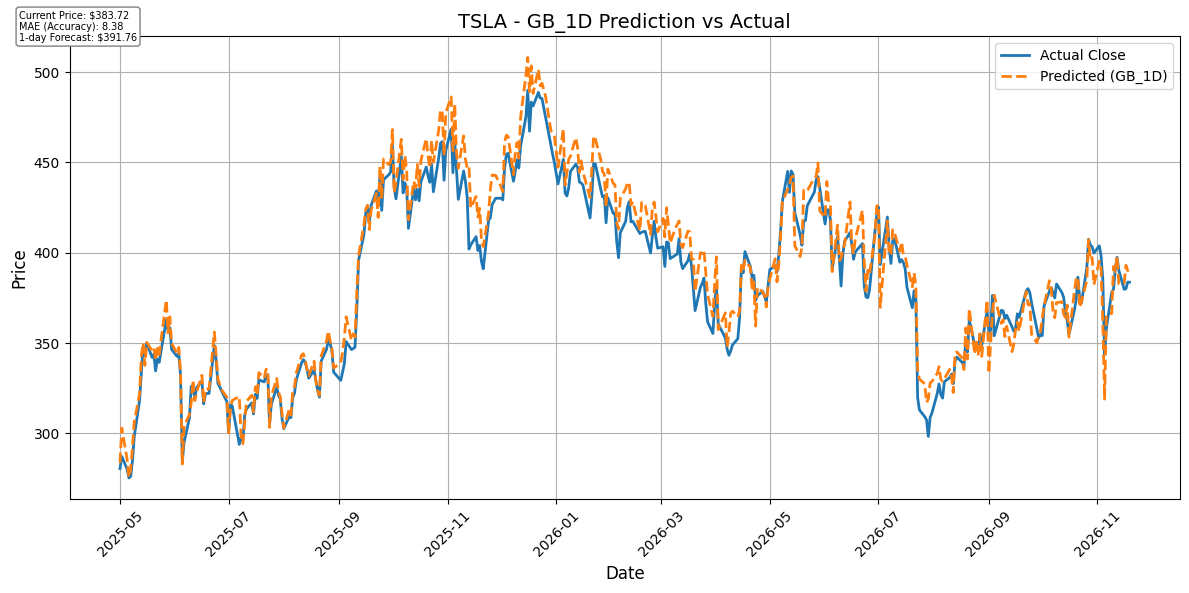 Current Price: $383.72
MAE (Accuracy): 8.38
1-day Forecast: $391.76
TSLA - GB_1D Prediction vs Actual
Actual Close
Predicted (GB_1D)
500
450
400
350
300
Price
2025-05
2025-07
2025-09
2025-11
2026-01
2026-03
2026-05
2026-07
2026-09
2026-11
Date